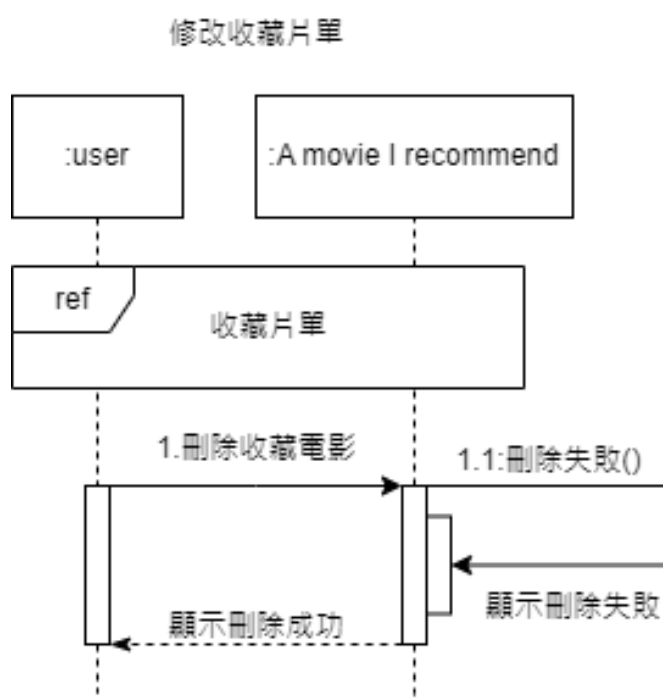 修改收藏片單
:user
:A movie I recommend
ref
收藏片單
1.刪除收藏電影
1.1:刪除失敗()
顯示刪除失敗
顯示刪除成功